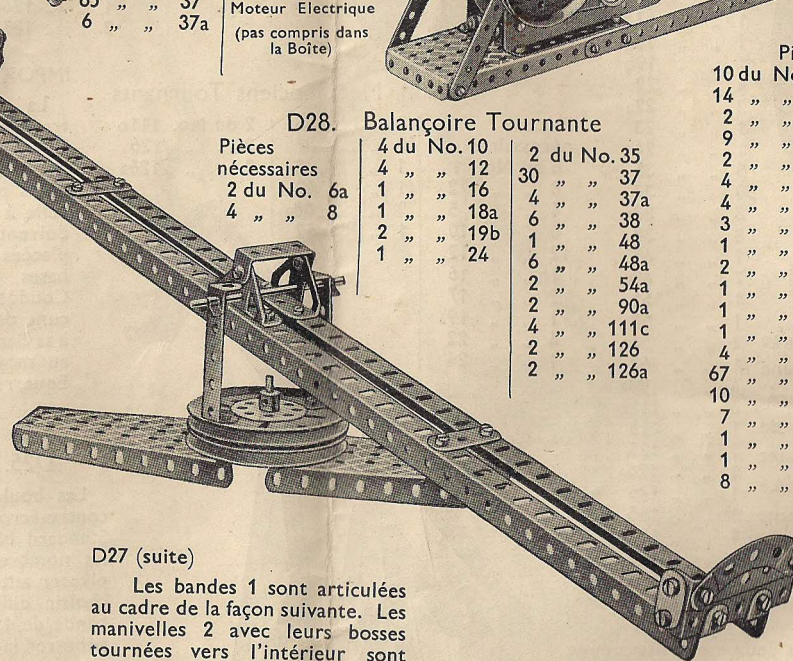 65 „ „ 37
6 „ „ 37a
Moteur Electrique
(pas compris dans
la Boîte)
D28. Balançoire Tournante
Pièces
nécessaires
2 du No. 6a
4 „ „ 8
4 du No. 10
4 „ „ 12
1 „ „ 16
1 „ „ 18a
2 „ „ 19b
1 „ „ 24
2 du No. 35
30 „ „ 37
4 „ „ 37a
6 „ „ 38
1 „ „ 48
6 „ „ 48a
2 „ „ 54a
2 „ „ 90a
4 „ „ 111c
2 „ „ 126
2 „ „ 126a
10 du
14 „ „
2 „ „
9 „ „
2 „ „
4 „ „
4 „ „
3 „ „
1 „ „
2 „ „
1 „ „
1 „ „
1 „ „
4 „ „
67 „ „
10 „ „
7 „ „
1 „ „
1 „ „
8 „ „
D27 (suite)
Les bandes 1 sont articulées
au cadre de la façon suivante. Les
manivelles 2 avec leurs bosses
tournées vers l'intérieur sont